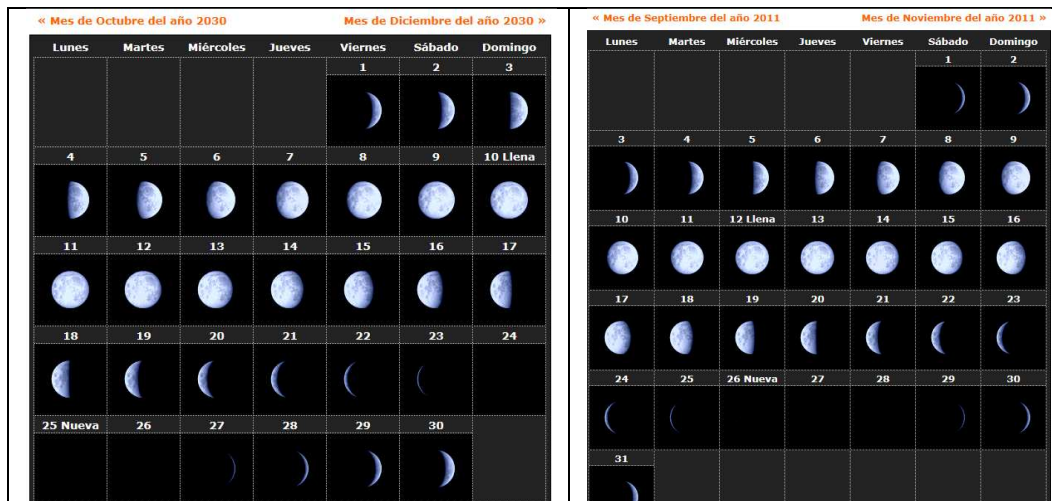 « Mes de Octubre del año 2030 Mes de Diciembre del año 2030 »
Lunes Martes Miércoles Jueves Viernes Sábado Domingo
1 2 3
4 5 6 7 8 9 10 Llena
11 12 13 14 15 16 17
18 19 20 21 22 23 24
25 Nueva 26 27 28 29 30
« Mes de Septiembre del año 2011 Mes de Noviembre del año 2011 »
Lunes Martes Miércoles Jueves Viernes Sábado Domingo
1 2
3 4 5 6 7 8 9
10 11 12 Llena 13 14 15 16
17 18 19 20 21 22 23
24 25 26 Nueva 27 28 29 30
31